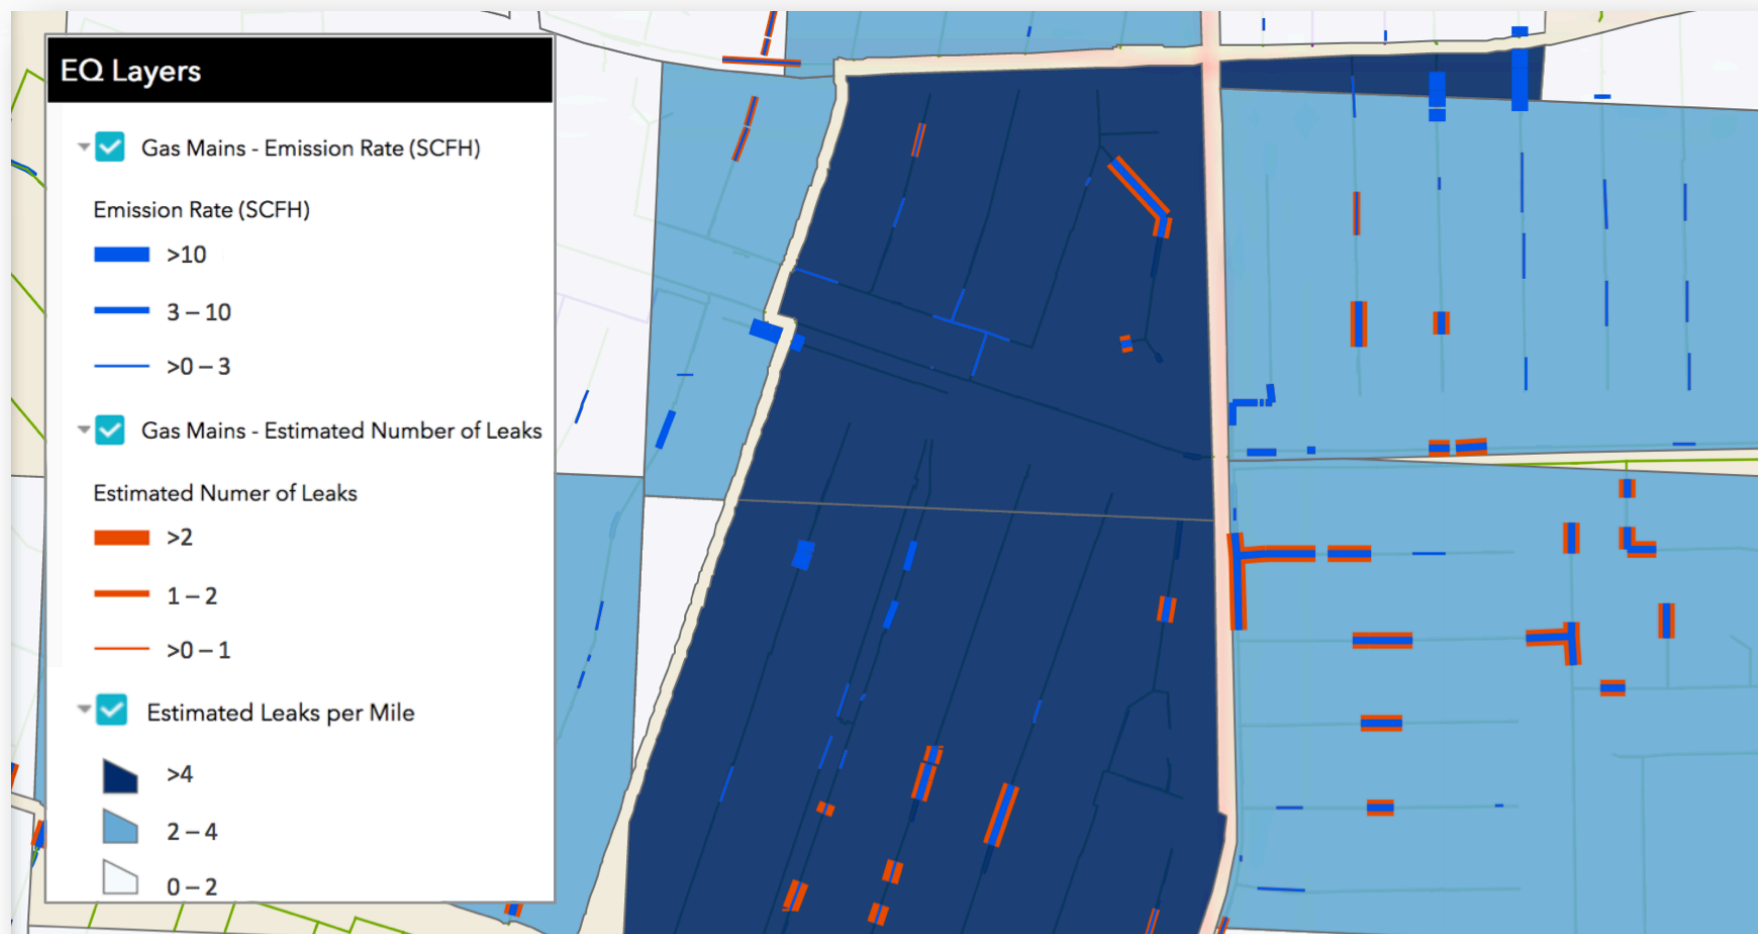 EQ Layers
Gas Mains - Emission Rate (SCFH)
Emission Rate (SCFH)
>10
3 – 10
>0 – 3
Gas Mains - Estimated Number of Leaks
Estimated Numer of Leaks
>2
1 – 2
>0 – 1
Estimated Leaks per Mile
>4
2 – 4
0 – 2